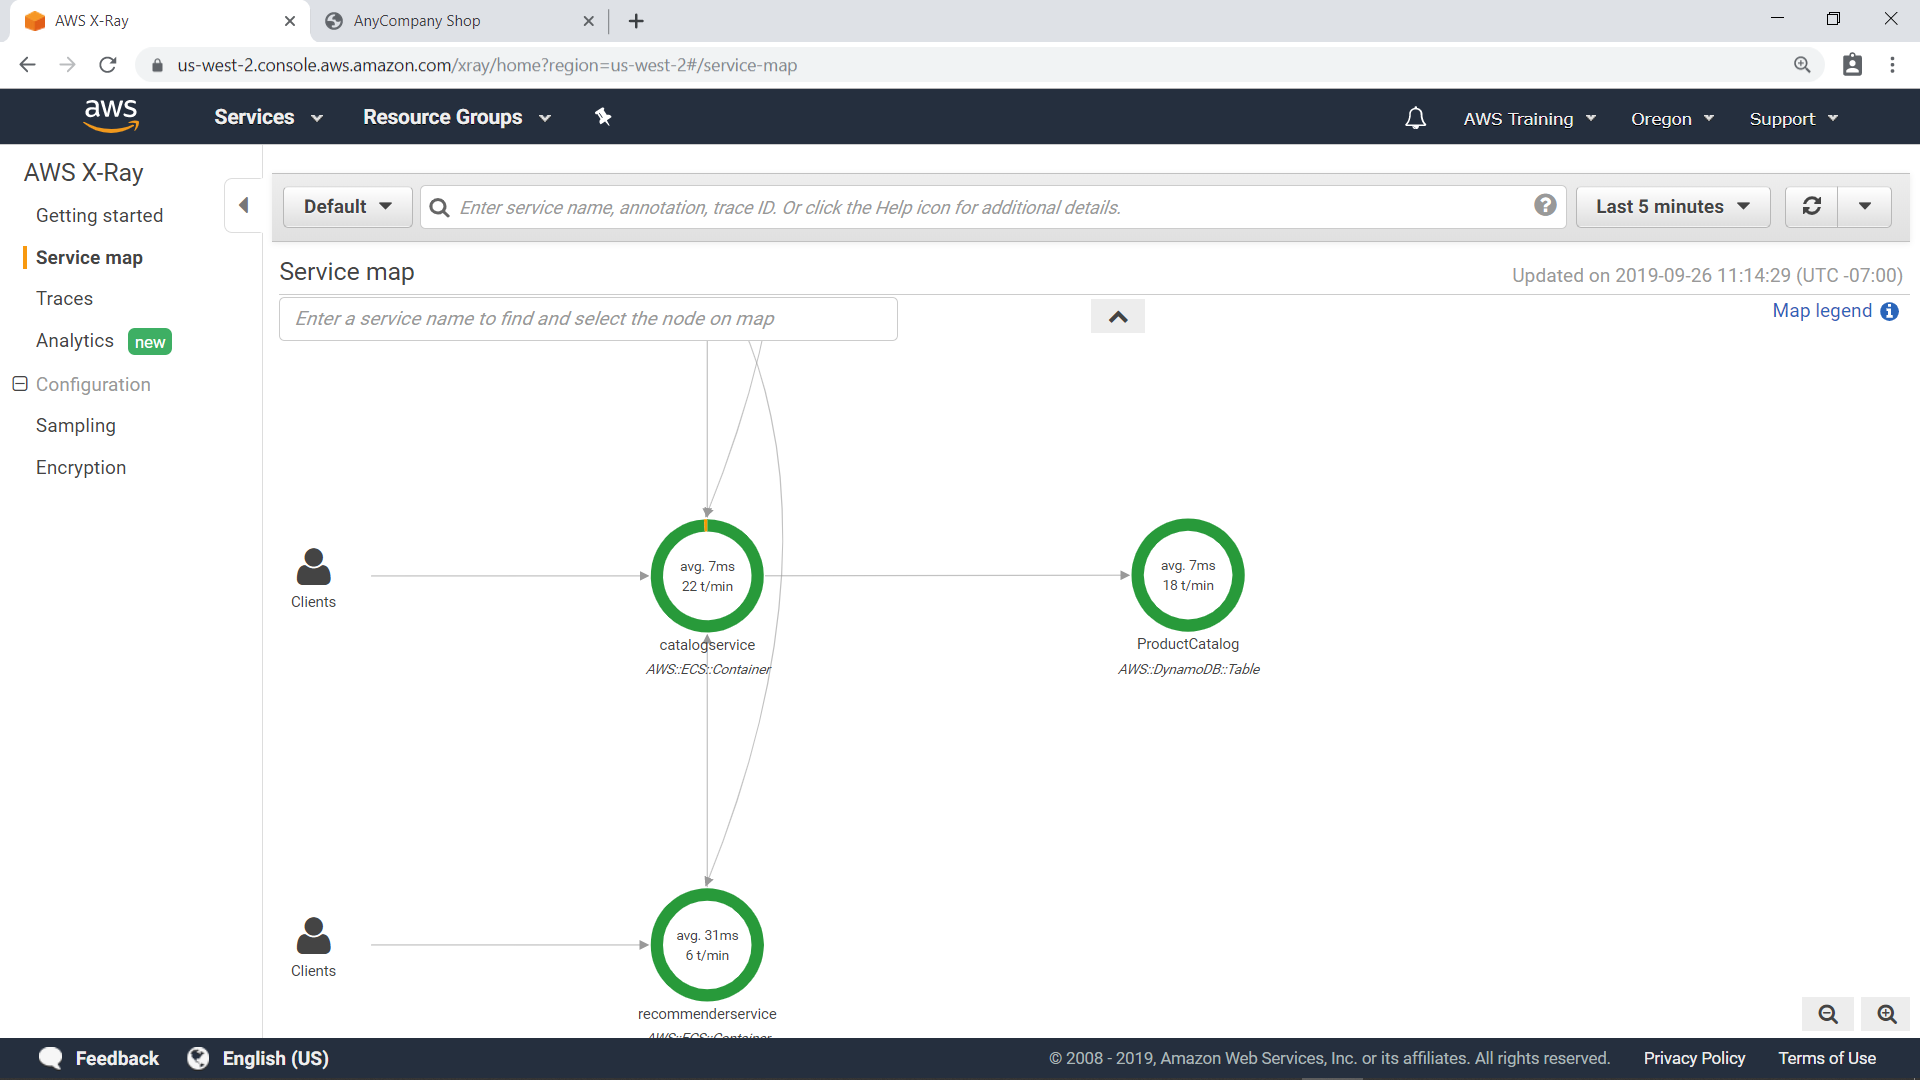 AWS X-Ray
AnyCompany Shop
us-west-2.console.aws.amazon.com/xray/home?region=us-west-2#/service-map
aws
Services
Resource Groups
AWS Training
Oregon
Support
AWS X-Ray
Getting started
Service map
Traces
Analytics new
Configuration
Sampling
Encryption
Default
Enter service name, annotation, trace ID. Or click the Help icon for additional details.
Last 5 minutes
Service map
Updated on 2019-09-26 11:14:29 (UTC -07:00)
Enter a service name to find and select the node on map
Map legend
Clients
avg. 7ms
22 t/min
catalogservice
AWS::ECS::Container
avg. 7ms
18 t/min
ProductCatalog
AWS::DynamoDB::Table
Clients
avg. 31ms
6 t/min
recommenderservice
AWS::ECS::Container
Feedback
English (US)
© 2008 - 2019, Amazon Web Services, Inc. or its affiliates. All rights reserved.
Privacy Policy
Terms of Use